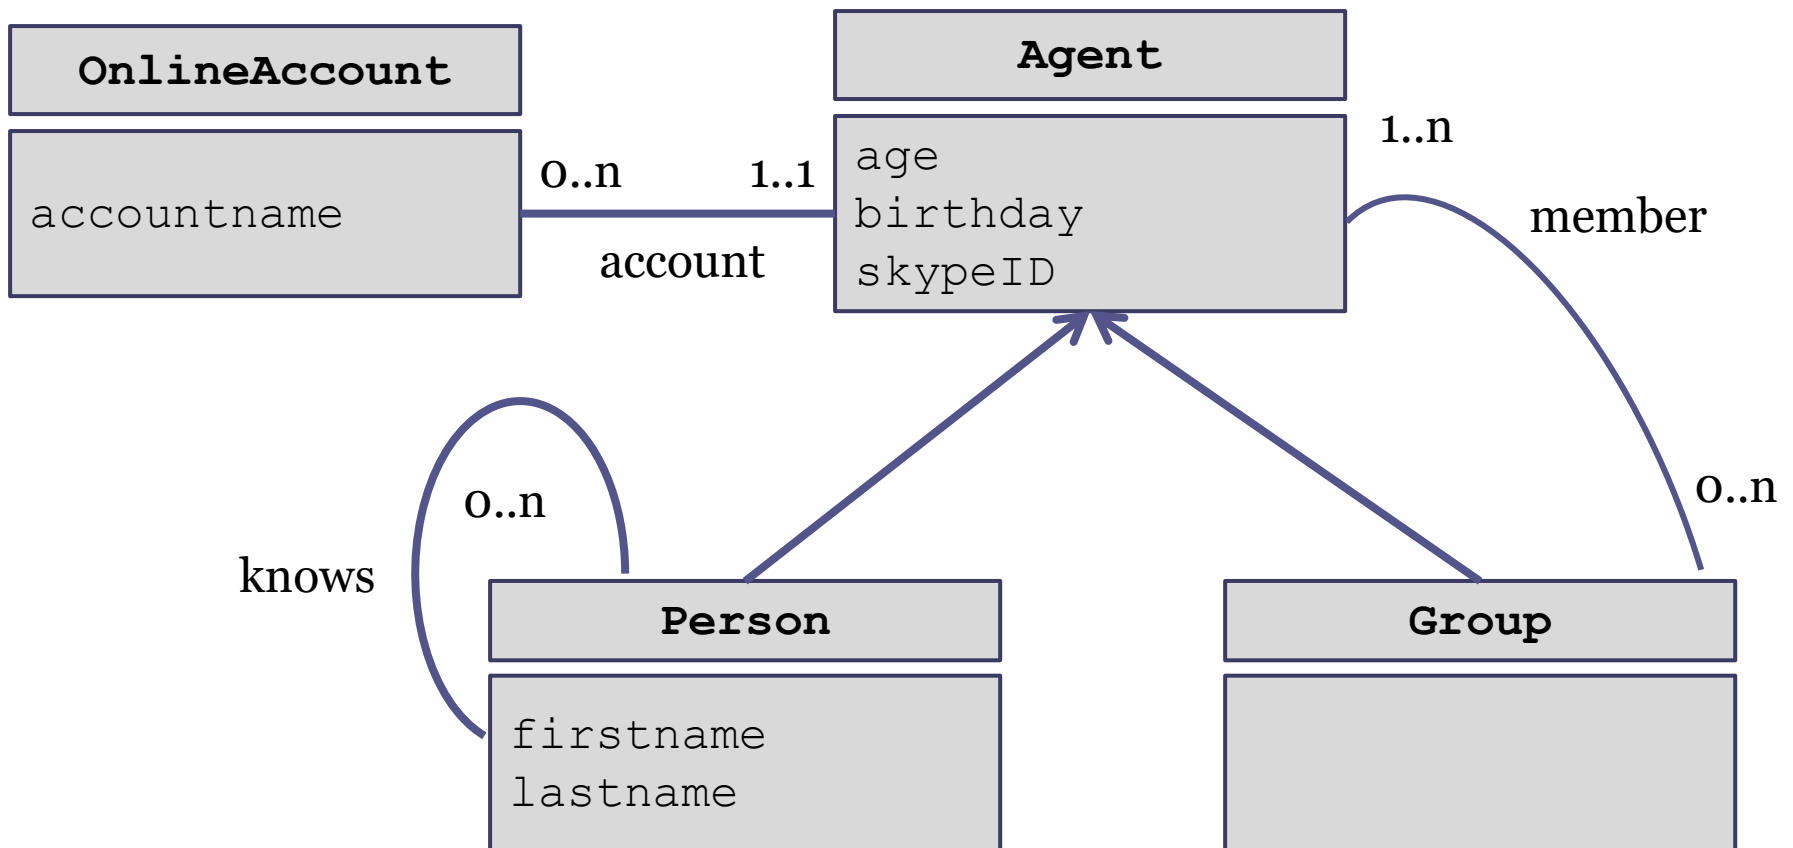 OnlineAccount
accountname
0..n
1..1
account
Agent
age
birthday
skypeID
1..n
member
0..n
0..n
knows
Person
firstname
lastname
Group